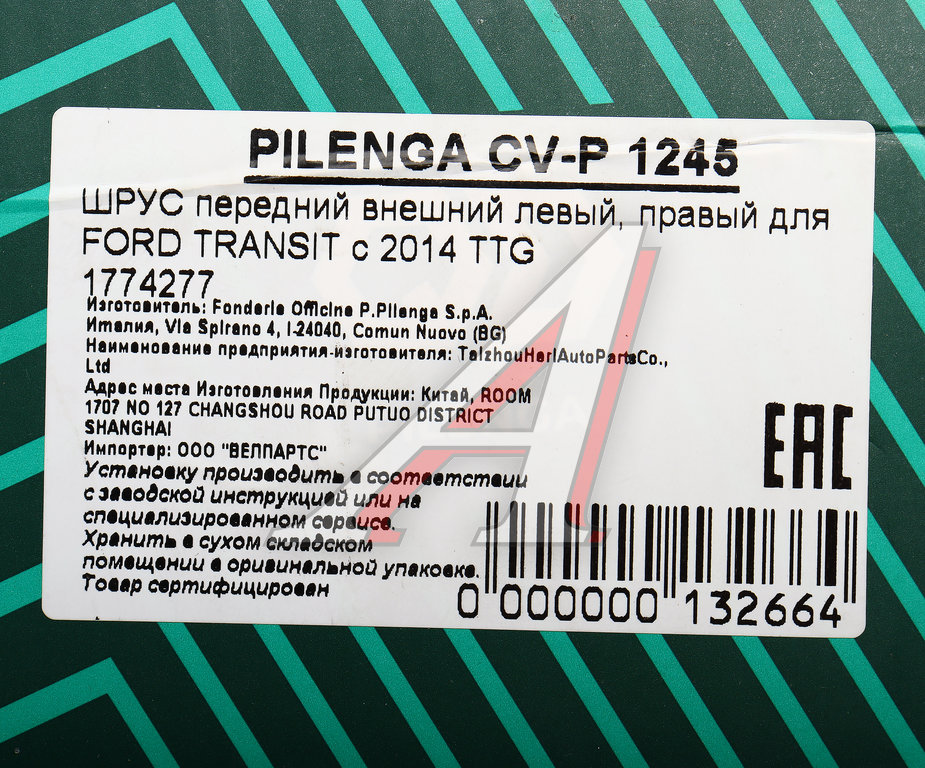 PILENGA CV-P 1245
ШРУС передний внешний левый, правый для
FORD TRANSIT с 2014 TTG
1774277
Изготовитель: Fonderie Officine P.Pilenga S.p.A.
Италия, Via Spirano 4, I-24040, Comun Nuovo (BG)
Наименование предприятия-изготовителя: TaizhouHerlAutoPartsCo.,
Ltd
Адрес места Изготовления Продукции: Китай, ROOM
1707 NO 127 CHANGSHOU ROAD PUTUO DISTRICT
SHANGHAI
Импортер: ООО "ВЕЛПАРТС"
Установку производить в соответствии
с заводской инструкцией или на
специализированном сервисе.
Хранить в сухом складском
помещении в оригинальной упаковке.
Товар сертифицирован
EAC
0 000000 132664